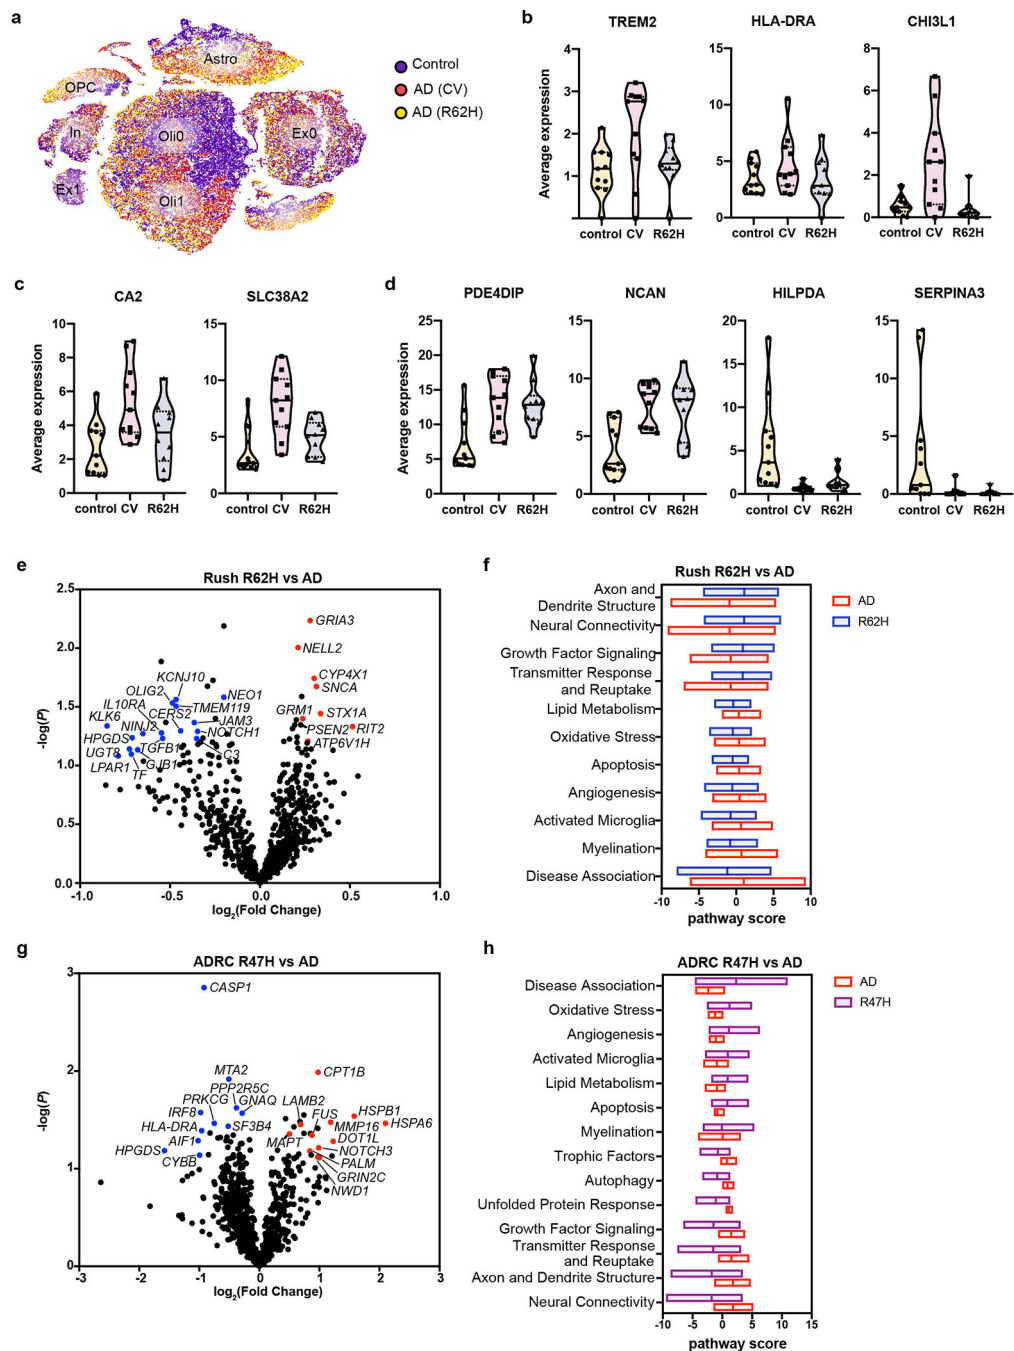 a
Astro
OPC
In
Oli0
Ex0
Ex1
Oli1
Control
AD (CV)
AD (R62H)
b
TREM2
HLA-DRA
CHI3L1
Average expression
4
3
2
1
0
15
10
5
0
8
6
4
2
0
control CV R62H
control CV R62H
control CV R62H
c
CA2
SLC38A2
Average expression
10
8
6
4
2
0
15
10
5
0
control CV R62H
control CV R62H
d
PDE4DIP
NCAN
HILPDA
SERPINA3
25
20
15
10
5
0
15
10
5
0
20
15
10
5
0
15
10
5
0
control CV R62H
control CV R62H
control CV R62H
control CV R62H
e
Rush R62H vs AD
-log(P)
2.5
2.0
1.5
1.0
0.5
0.0
GRIA3
NELL2
CYP4X1
SNCA
KCNJ10
OLIG2
NEO1
TMEM119
IL10RA
CERS2
GRM1
STX1A
KLK6
NINJ2
JAM3
PSEN2
RIT2
HPGDS
NOTCH1
ATP6V1H
UGT8
TGFB1
C3
LPAR1
TF
GJB1
-1.0
-0.5
0.0
0.5
1.0
log2(Fold Change)
f
Rush R62H vs AD
Axon and
Dendrite Structure
Neural Connectivity
Growth Factor Signaling
Transmitter Response
and Reuptake
Lipid Metabolism
Oxidative Stress
Apoptosis
Angiogenesis
Activated Microglia
Myelination
Disease Association
-10
-5
0
5
10
pathway score
AD
R62H
g
ADRC R47H vs AD
-log(P)
3
2
1
0
CASP1
MTA2
CPT1B
PPP2R5C
PRKCG
GNAQ
LAMB2
HSPB1
IRF8
FUS
HSPA6
HLA-DRA
SF3B4
MMP16
AIF1
MAPT
DOT1L
HPGDS
NOTCH3
CYBB
PALM
GRIN2C
NWD1
-3
-2
-1
0
1
2
3
log2(Fold Change)
h
ADRC R47H vs AD
Disease Association
Oxidative Stress
Angiogenesis
Activated Microglia
Lipid Metabolism
Apoptosis
Myelination
Trophic Factors
Autophagy
Unfolded Protein Response
Growth Factor Signaling
Transmitter Response
and Reuptake
Axon and Dendrite Structure
Neural Connectivity
-10
-5
0
5
10
15
pathway score
AD
R47H